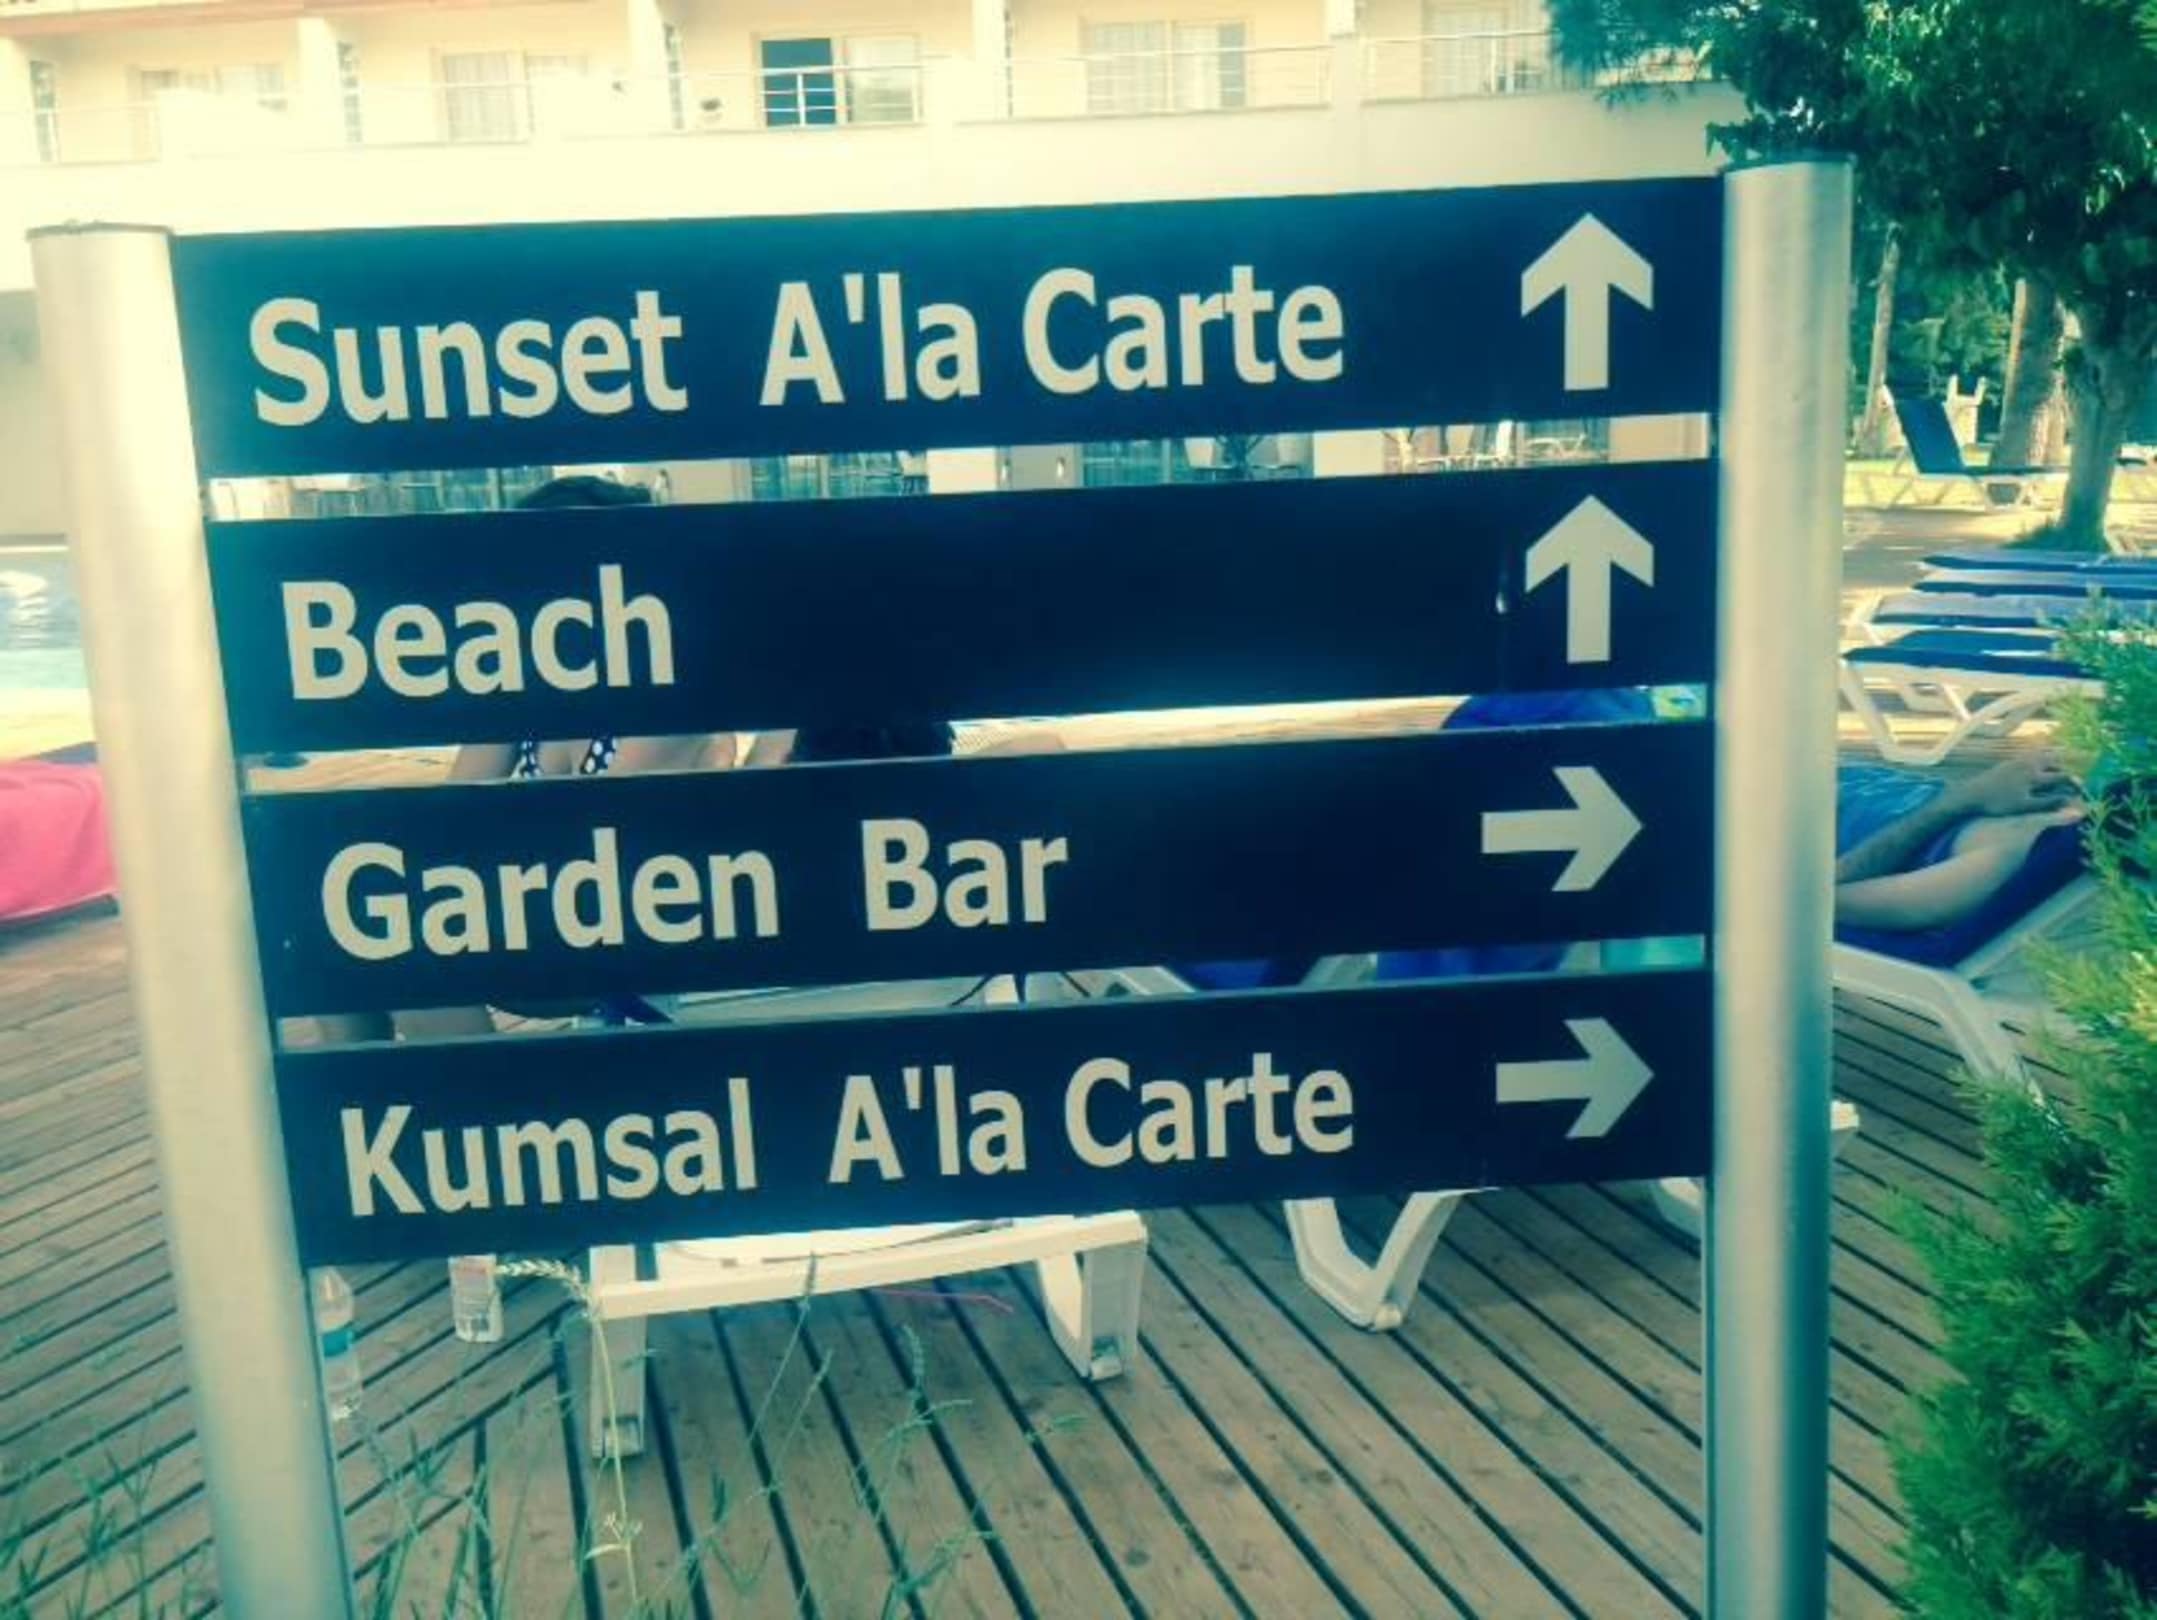 Sunset A'la Carte
Beach
Garden Bar
Kumsal A'la Carte